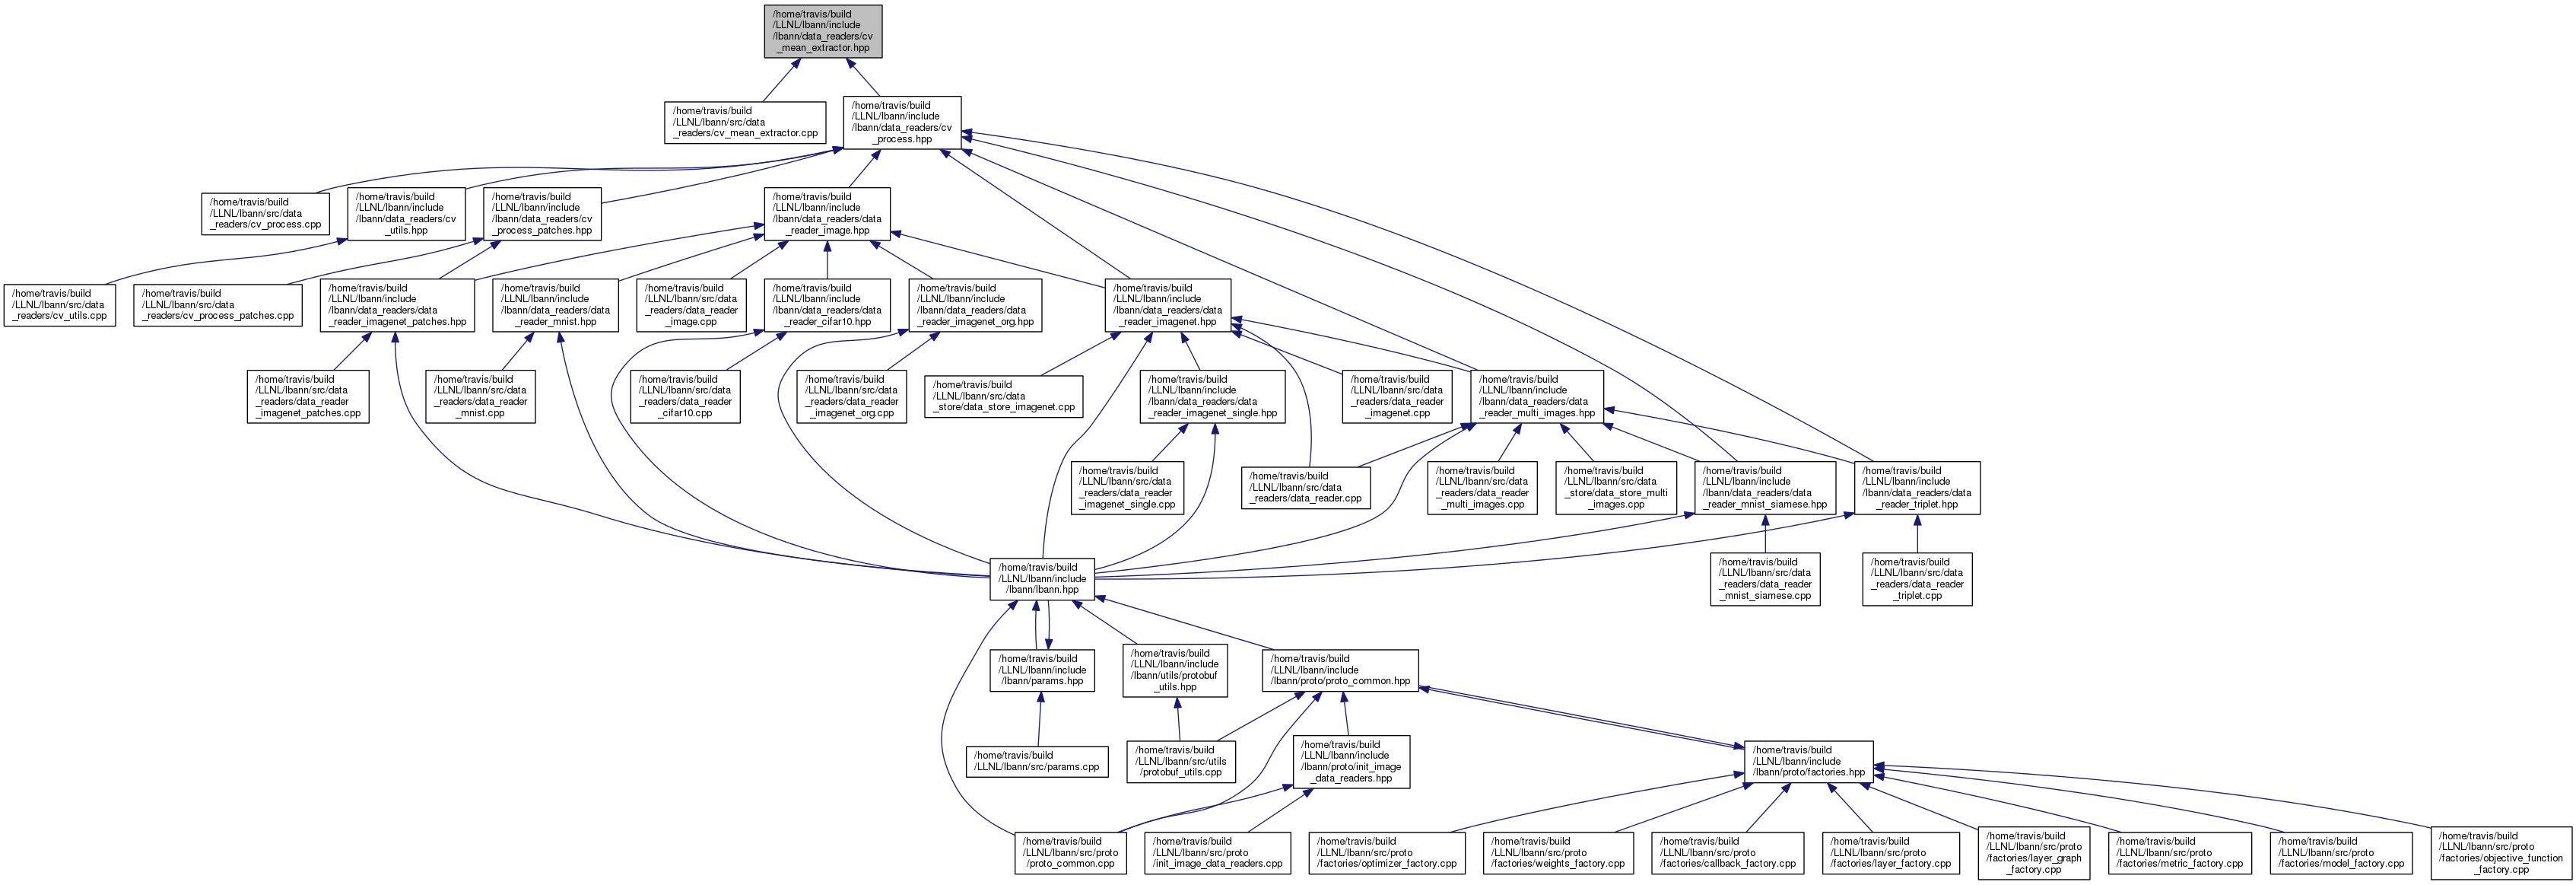 /home/travis/build
/LLNL/lbann/include
/lbann/data_readers/cv
_mean_extractor.hpp
/home/travis/build
/LLNL/lbann/src/data
_readers/cv_mean_extractor.cpp
/home/travis/build
/LLNL/lbann/include
/lbann/data_readers/cv
_process.hpp
/home/travis/build
/LLNL/lbann/src/data
_readers/cv_process.cpp
/home/travis/build
/LLNL/lbann/include
/lbann/data_readers/cv
_utils.hpp
/home/travis/build
/LLNL/lbann/include
/lbann/data_readers/cv
_process_patches.hpp
/home/travis/build
/LLNL/lbann/include
/lbann/data_readers/data
_reader_image.hpp
/home/travis/build
/LLNL/lbann/src/data
_readers/cv_utils.cpp
/home/travis/build
/LLNL/lbann/src/data
_readers/cv_process_patches.cpp
/home/travis/build
/LLNL/lbann/include
/lbann/data_readers/data
_reader_imagenet_patches.hpp
/home/travis/build
/LLNL/lbann/include
/lbann/data_readers/data
_reader_mnist.hpp
/home/travis/build
/LLNL/lbann/src/data
_readers/data_reader
_image.cpp
/home/travis/build
/LLNL/lbann/include
/lbann/data_readers/data
_reader_cifar10.hpp
/home/travis/build
/LLNL/lbann/include
/lbann/data_readers/data
_reader_imagenet_org.hpp
/home/travis/build
/LLNL/lbann/include
/lbann/data_readers/data
_reader_imagenet.hpp
/home/travis/build
/LLNL/lbann/src/data
_readers/data_reader
_imagenet_patches.cpp
/home/travis/build
/LLNL/lbann/src/data
_readers/data_reader
_mnist.cpp
/home/travis/build
/LLNL/lbann/src/data
_readers/data_reader
_cifar10.cpp
/home/travis/build
/LLNL/lbann/src/data
_readers/data_reader
_imagenet_org.cpp
/home/travis/build
/LLNL/lbann/src/data
_store/data_store_imagenet.cpp
/home/travis/build
/LLNL/lbann/include
/lbann/data_readers/data
_reader_imagenet_single.hpp
/home/travis/build
/LLNL/lbann/src/data
_readers/data_reader
_imagenet.cpp
/home/travis/build
/LLNL/lbann/include
/lbann/data_readers/data
_reader_multi_images.hpp
/home/travis/build
/LLNL/lbann/src/data
_readers/data_reader
_imagenet_single.cpp
/home/travis/build
/LLNL/lbann/src/data
_readers/data_reader.cpp
/home/travis/build
/LLNL/lbann/src/data
_readers/data_reader
_multi_images.cpp
/home/travis/build
/LLNL/lbann/src/data
_store/data_store_multi
_images.cpp
/home/travis/build
/LLNL/lbann/include
/lbann/data_readers/data
_reader_mnist_siamese.hpp
/home/travis/build
/LLNL/lbann/include
/lbann/data_readers/data
_reader_triplet.hpp
/home/travis/build
/LLNL/lbann/include
/lbann/lbann.hpp
/home/travis/build
/LLNL/lbann/src/data
_readers/data_reader
_mnist_siamese.cpp
/home/travis/build
/LLNL/lbann/src/data
_readers/data_reader
_triplet.cpp
/home/travis/build
/LLNL/lbann/include
/lbann/params.hpp
/home/travis/build
/LLNL/lbann/include
/lbann/utils/protobuf
_utils.hpp
/home/travis/build
/LLNL/lbann/include
/lbann/proto/proto_common.hpp
/home/travis/build
/LLNL/lbann/src/params.cpp
/home/travis/build
/LLNL/lbann/src/utils
/protobuf_utils.cpp
/home/travis/build
/LLNL/lbann/include
/lbann/proto/init_image
_data_readers.hpp
/home/travis/build
/LLNL/lbann/include
/lbann/proto/factories.hpp
/home/travis/build
/LLNL/lbann/src/proto
/proto_common.cpp
/home/travis/build
/LLNL/lbann/src/proto
/init_image_data_readers.cpp
/home/travis/build
/LLNL/lbann/src/proto
/factories/optimizer_factory.cpp
/home/travis/build
/LLNL/lbann/src/proto
/factories/weights_factory.cpp
/home/travis/build
/LLNL/lbann/src/proto
/factories/callback_factory.cpp
/home/travis/build
/LLNL/lbann/src/proto
/factories/layer_factory.cpp
/home/travis/build
/LLNL/lbann/src/proto
/factories/layer_graph
_factory.cpp
/home/travis/build
/LLNL/lbann/src/proto
/factories/metric_factory.cpp
/home/travis/build
/LLNL/lbann/src/proto
/factories/model_factory.cpp
/home/travis/build
/LLNL/lbann/src/proto
/factories/objective_function
_factory.cpp